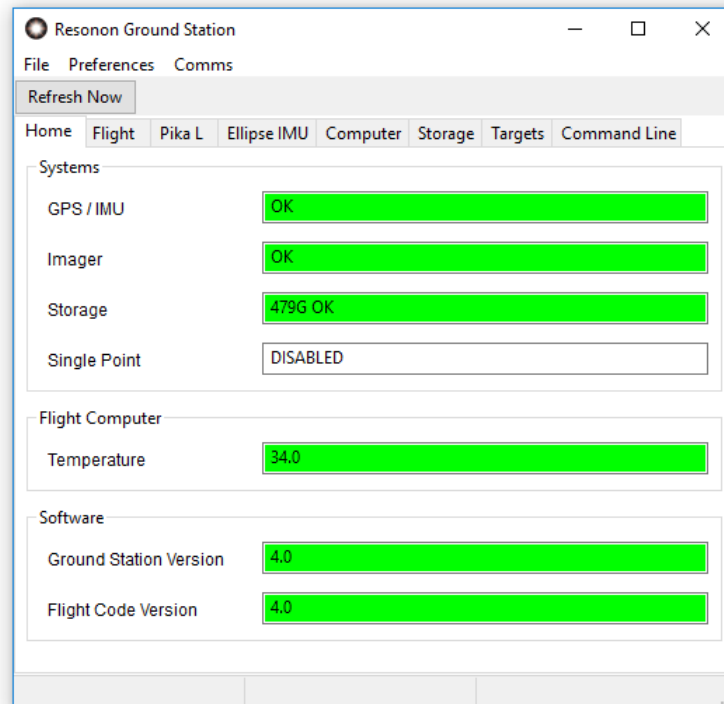 Resonon Ground Station
File Preferences Comms
Refresh Now
Home Flight Pika L Ellipse IMU Computer Storage Targets Command Line
Systems
GPS / IMU OK
Imager OK
Storage 479G OK
Single Point DISABLED
Flight Computer
Temperature 34.0
Software
Ground Station Version 4.0
Flight Code Version 4.0